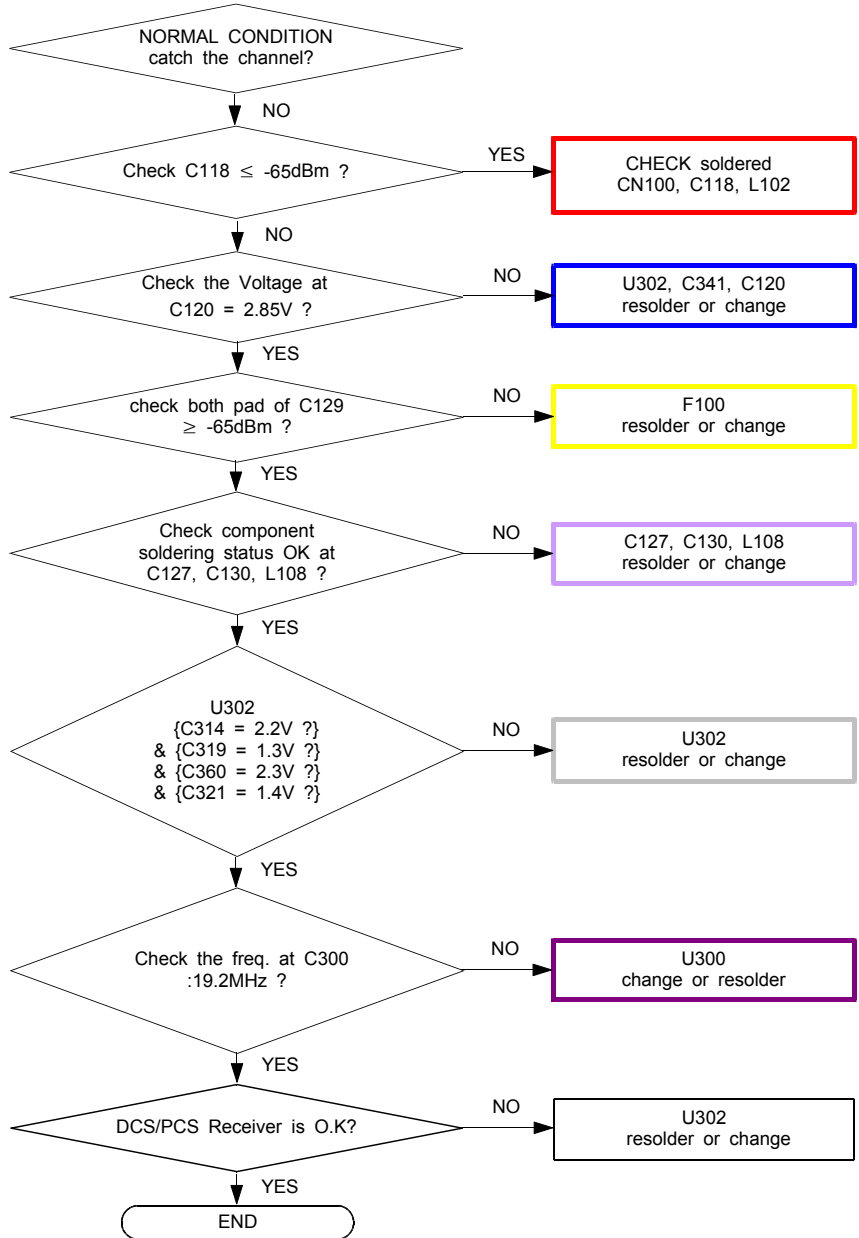 NORMAL CONDITION
catch the channel?
NO
Check C118 ≤ -65dBm ?
YES
CHECK soldered
CN100, C118, L102
NO
Check the Voltage at
C120 = 2.85V ?
NO
U302, C341, C120
resolder or change
YES
check both pad of C129
≥ -65dBm ?
NO
F100
resolder or change
YES
Check component
soldering status OK at
C127, C130, L108 ?
NO
C127, C130, L108
resolder or change
YES
U302
{C314 = 2.2V ?}
& {C319 = 1.3V ?}
& {C360 = 2.3V ?}
& {C321 = 1.4V ?}
NO
U302
resolder or change
YES
Check the freq. at C300
:19.2MHz ?
NO
U300
change or resolder
YES
DCS/PCS Receiver is O.K?
NO
U302
resolder or change
YES
END